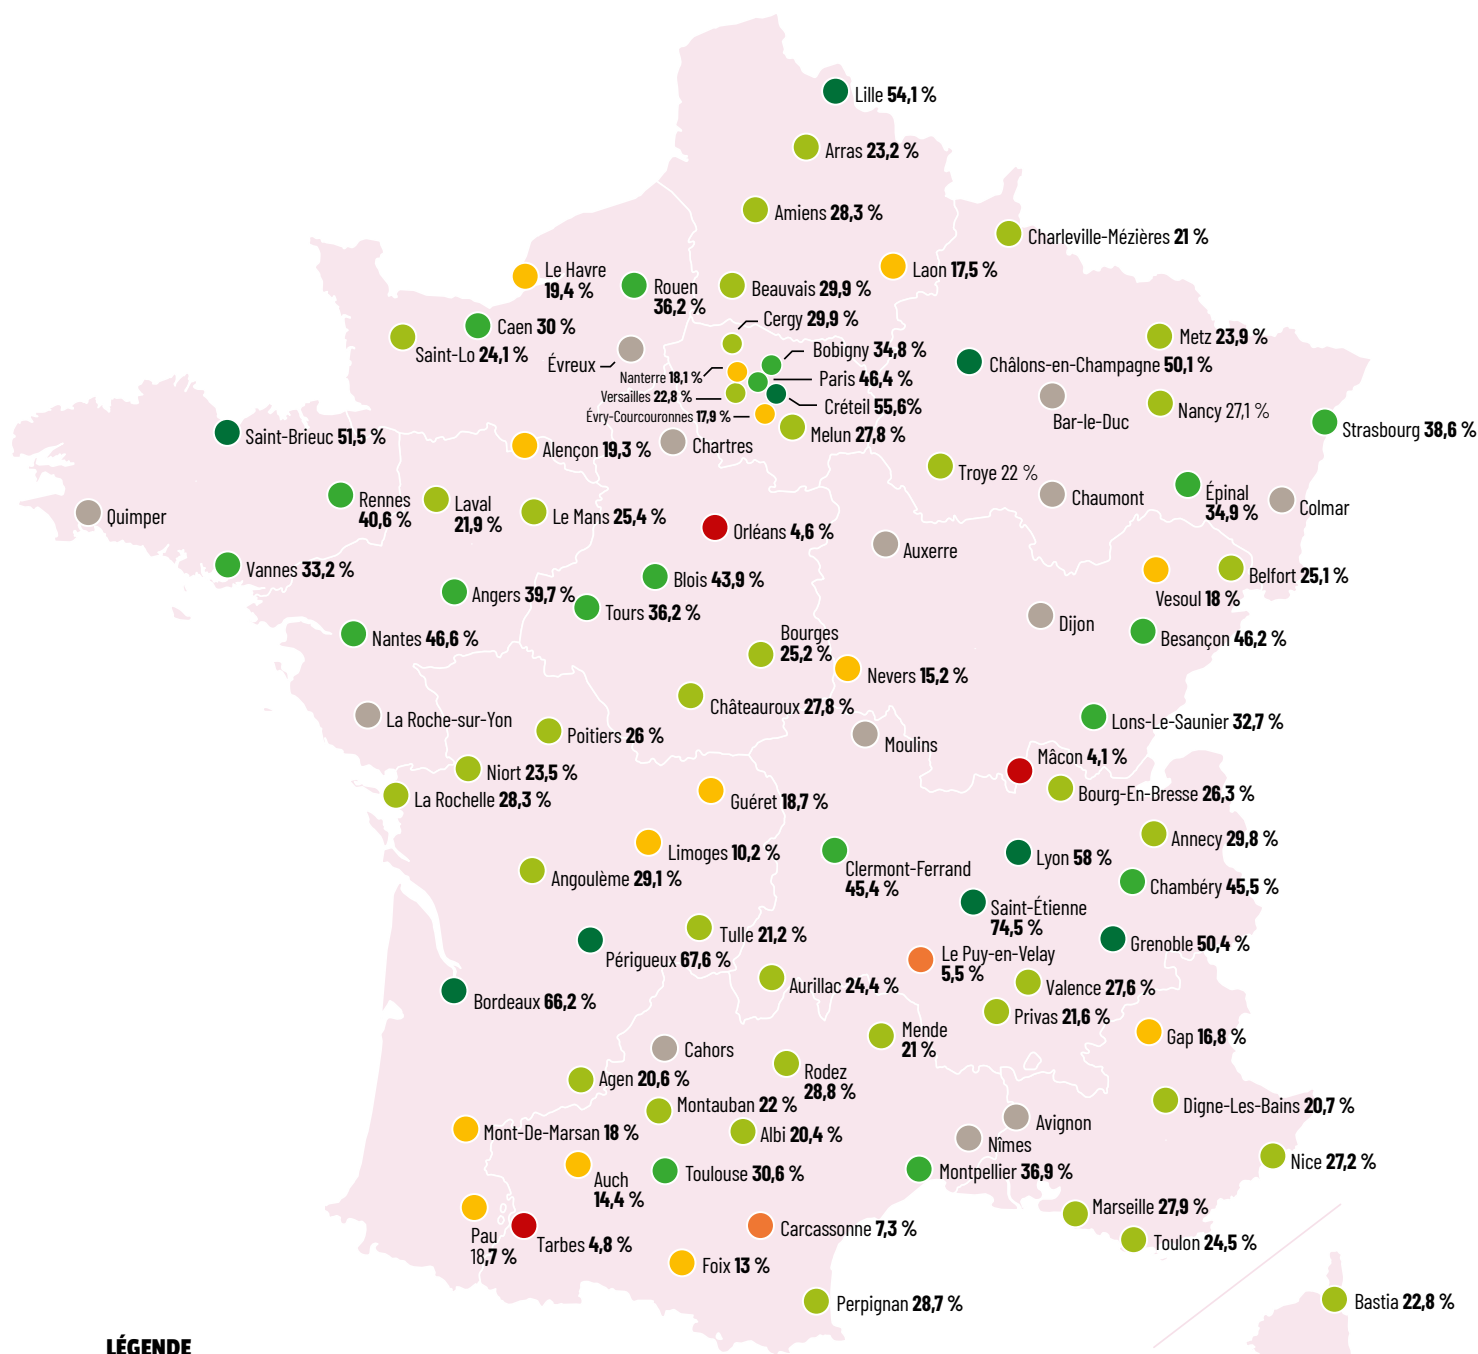 Lille 54,1 %
Arras 23,2 %
Amiens 28,3 %
Charleville-Mézières 21 %
Laon 17,5 %
Le Havre
19,4 %
Rouen
36,2 %
Beauvais 29,9 %
Cergy 29,9 %
Caen 30 %
Saint-Lo 24,1 %
Évreux
Bobigny 34,8 %
Nanterre 18,1 %
Paris 46,4 %
Versailles 22,8 %
Créteil 55,6%
Évry-Courcouronnes 17,9 %
Melun 27,8 %
Metz 23,9 %
Châlons-en-Champagne 50,1 %
Bar-le-Duc
Nancy 27,1 %
Strasbourg 38,6 %
Saint-Brieuc 51,5 %
Alençon 19,3 %
Chartres
Troye 22 %
Chaumont
Épinal
34,9 %
Colmar
Quimper
Rennes
40,6 %
Laval
21,9 %
Le Mans 25,4 %
Orléans 4,6 %
Auxerre
Vannes 33,2 %
Angers 39,7 %
Blois 43,9 %
Tours 36,2 %
Vesoul 18 %
Belfort 25,1 %
Dijon
Besançon 46,2 %
Nantes 46,6 %
Bourges
25,2 %
Nevers 15,2 %
Châteauroux 27,8 %
La Roche-sur-Yon
Poitiers 26 %
Moulins
Lons-Le-Saunier 32,7 %
Mâcon 4,1 %
Niort 23,5 %
La Rochelle 28,3 %
Guéret 18,7 %
Bourg-En-Bresse 26,3 %
Annecy 29,8 %
Limoges 10,2 %
Angoulême 29,1 %
Clermont-Ferrand
45,4 %
Lyon 58 %
Chambéry 45,5 %
Saint-Étienne
74,5 %
Tulle 21,2 %
Grenoble 50,4 %
Périgueux 67,6 %
Le Puy-en-Velay
5,5 %
Aurillac 24,4 %
Valence 27,6 %
Bordeaux 66,2 %
Privas 21,6 %
Mende
21 %
Gap 16,8 %
Cahors
Agen 20,6 %
Rodez
28,8 %
Montauban 22 %
Digne-Les-Bains 20,7 %
Mont-De-Marsan 18 %
Albi 20,4 %
Avignon
Nîmes
Auch
14,4 %
Toulouse 30,6 %
Montpellier 36,9 %
Nice 27,2 %
Pau
18,7 %
Tarbes 4,8 %
Carcassonne 7,3 %
Marseille 27,9 %
Toulon 24,5 %
Foix 13 %
Perpignan 28,7 %
Bastia 22,8 %
LÉGENDE